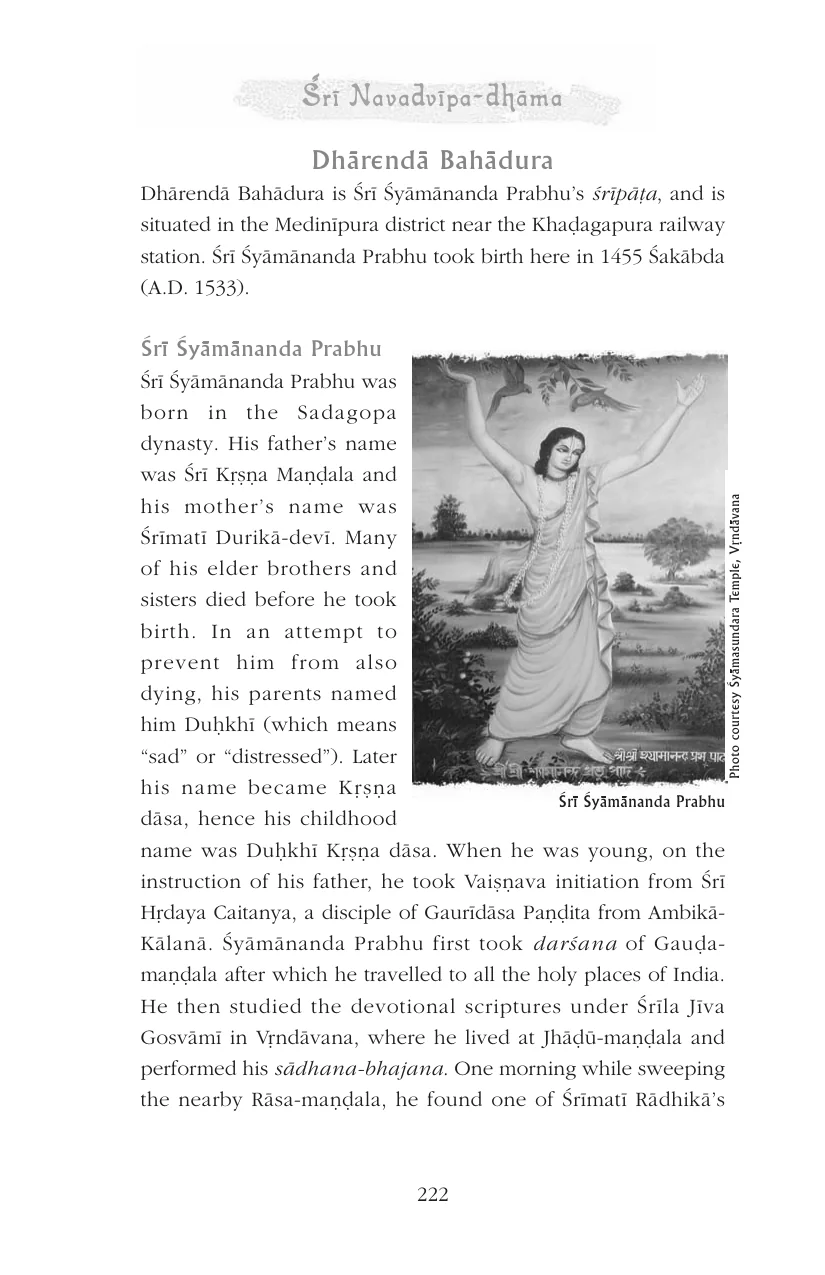 Śrī Navadvīpa-dhāma
Dhārendā Bahādura
Dhārendā Bahādura is Śrī Śyāmānanda Prabhu’s śrīpāṭa, and is
situated in the Medinīpura district near the Khaḍagapura railway
station. Śrī Śyāmānanda Prabhu took birth here in 1455 Śakābda
(A.D. 1533).
Śrī Śyāmānanda Prabhu
Śrī Śyāmānanda Prabhu was
born in the Sadagopa
dynasty. His father’s name
was Śrī Kṛṣṇa Maṇḍala and
his mother’s name was
Śrīmatī Durikā-devī. Many
of his elder brothers and
sisters died before he took
birth. In an attempt to
prevent him from also
dying, his parents named
him Duḥkhī (which means
“sad” or “distressed”). Later
his name became Kṛṣṇa
dāsa, hence his childhood
श्रीश्री श्यामानन्द प्रभु पाद
শ্রী শ্রী শ্যামানন্দ প্রভু পাদ
Photo courtesy Śyāmasundara Temple, Vṛndāvana
Śrī Śyāmānanda Prabhu
name was Duḥkhī Kṛṣṇa dāsa. When he was young, on the
instruction of his father, he took Vaiṣṇava initiation from Śrī
Hṛdaya Caitanya, a disciple of Gaurīdāsa Paṇḍita from Ambikā-
Kālanā. Śyāmānanda Prabhu first took darśana of Gauḍa-
maṇḍala after which he travelled to all the holy places of India.
He then studied the devotional scriptures under Śrīla Jīva
Gosvāmī in Vṛndāvana, where he lived at Jhāḍū-maṇḍala and
performed his sādhana-bhajana. One morning while sweeping
the nearby Rāsa-maṇḍala, he found one of Śrīmatī Rādhikā’s
222